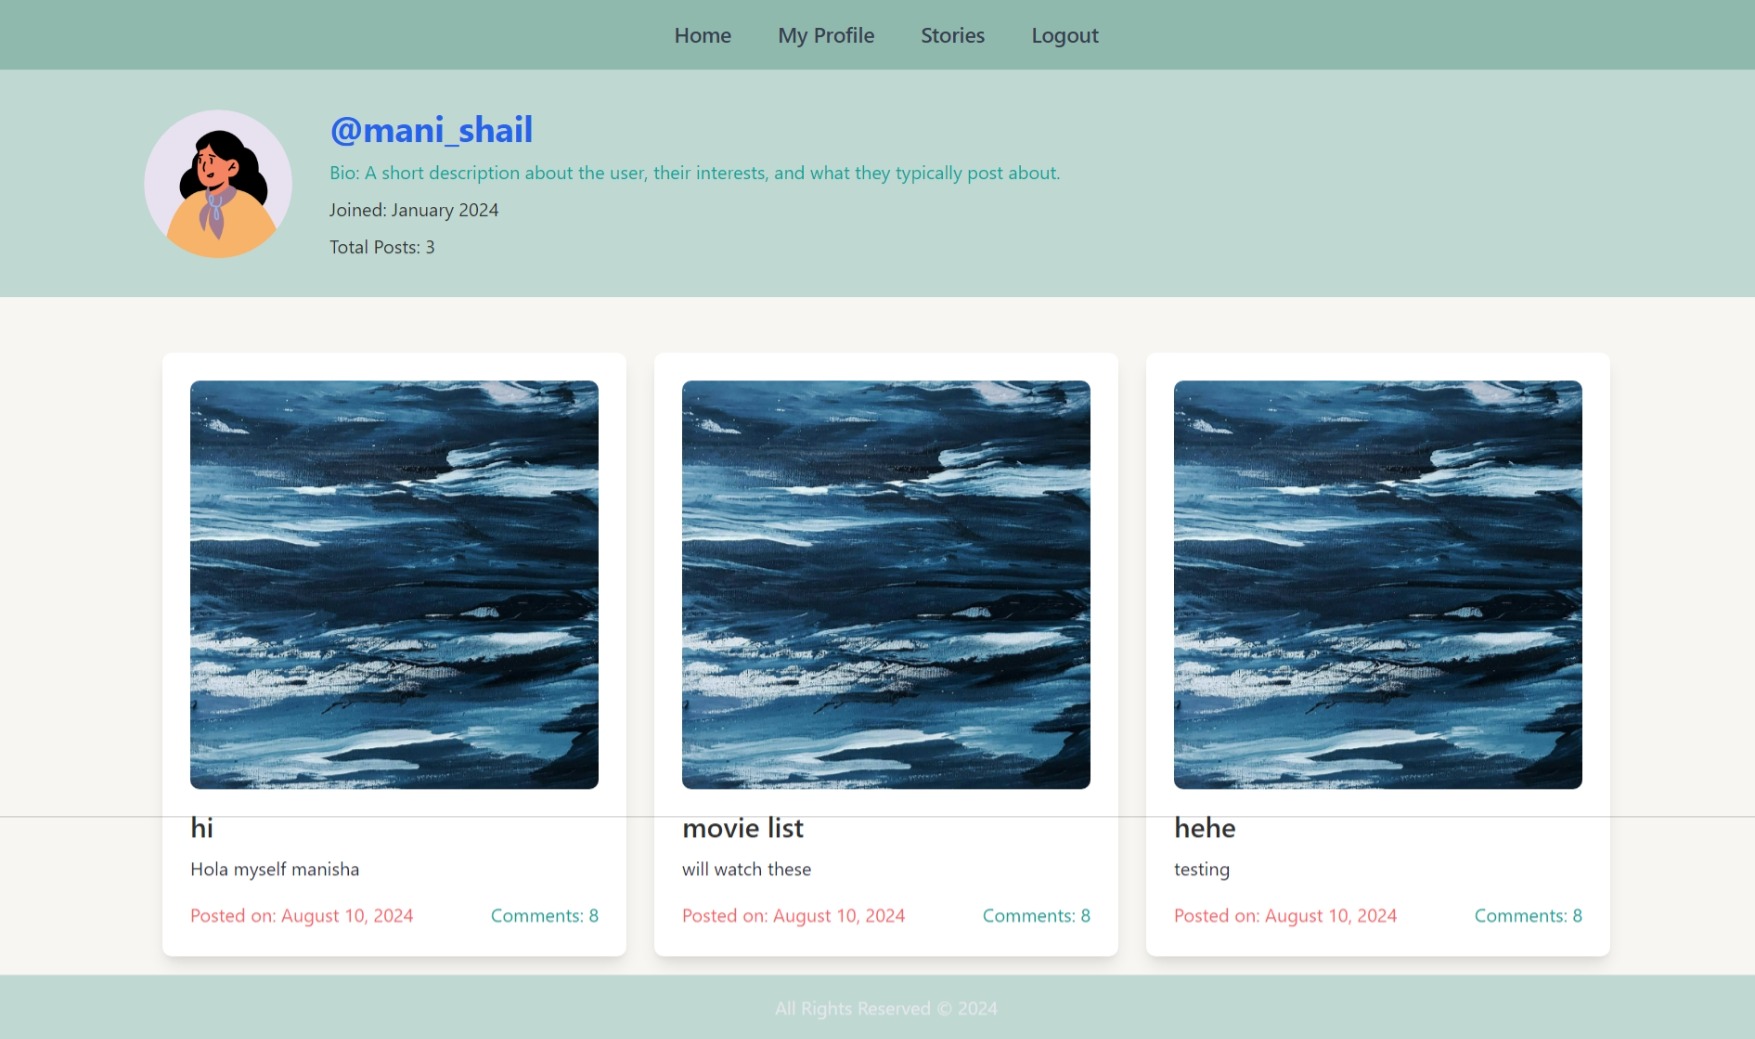 Home My Profile Stories Logout
@mani_shail
Bio: A short description about the user, their interests, and what they typically post about.
Joined: January 2024
Total Posts: 3
hi
Hola myself manisha
Posted on: August 10, 2024 Comments: 8
movie list
will watch these
Posted on: August 10, 2024 Comments: 8
hehe
testing
Posted on: August 10, 2024 Comments: 8
All Rights Reserved © 2024